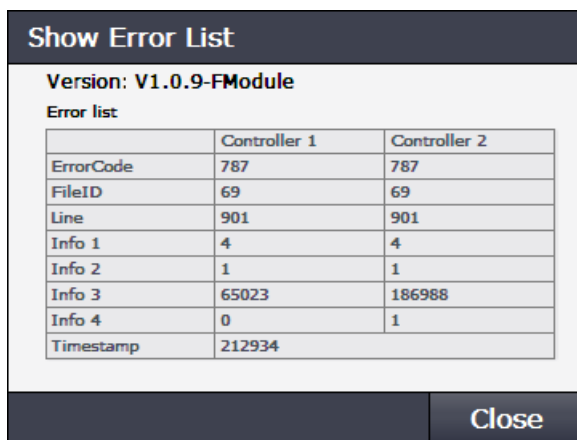 Show Error List
Version: V1.0.9-FModule
Error list
Controller 1 Controller 2
ErrorCode 787 787
FileID 69 69
Line 901 901
Info 1 4 4
Info 2 1 1
Info 3 65023 186988
Info 4 0 1
Timestamp 212934
Close